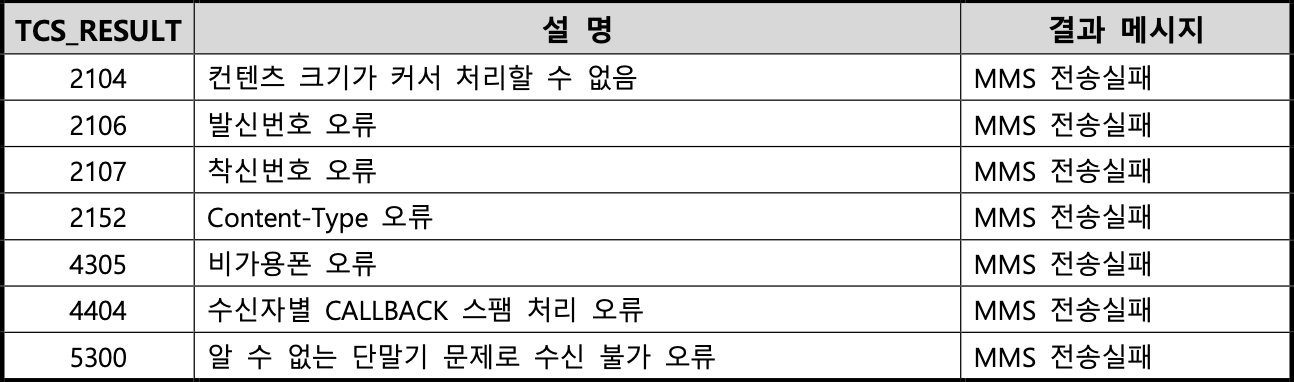 TCS_RESULT 설 명 결과 메시지
2104 컨텐츠 크기가 커서 처리할 수 없음 MMS 전송실패
2106 발신번호 오류 MMS 전송실패
2107 착신번호 오류 MMS 전송실패
2152 Content-Type 오류 MMS 전송실패
4305 비가용폰 오류 MMS 전송실패
4404 수신자별 CALLBACK 스팸 처리 오류 MMS 전송실패
5300 알 수 없는 단말기 문제로 수신 불가 오류 MMS 전송실패